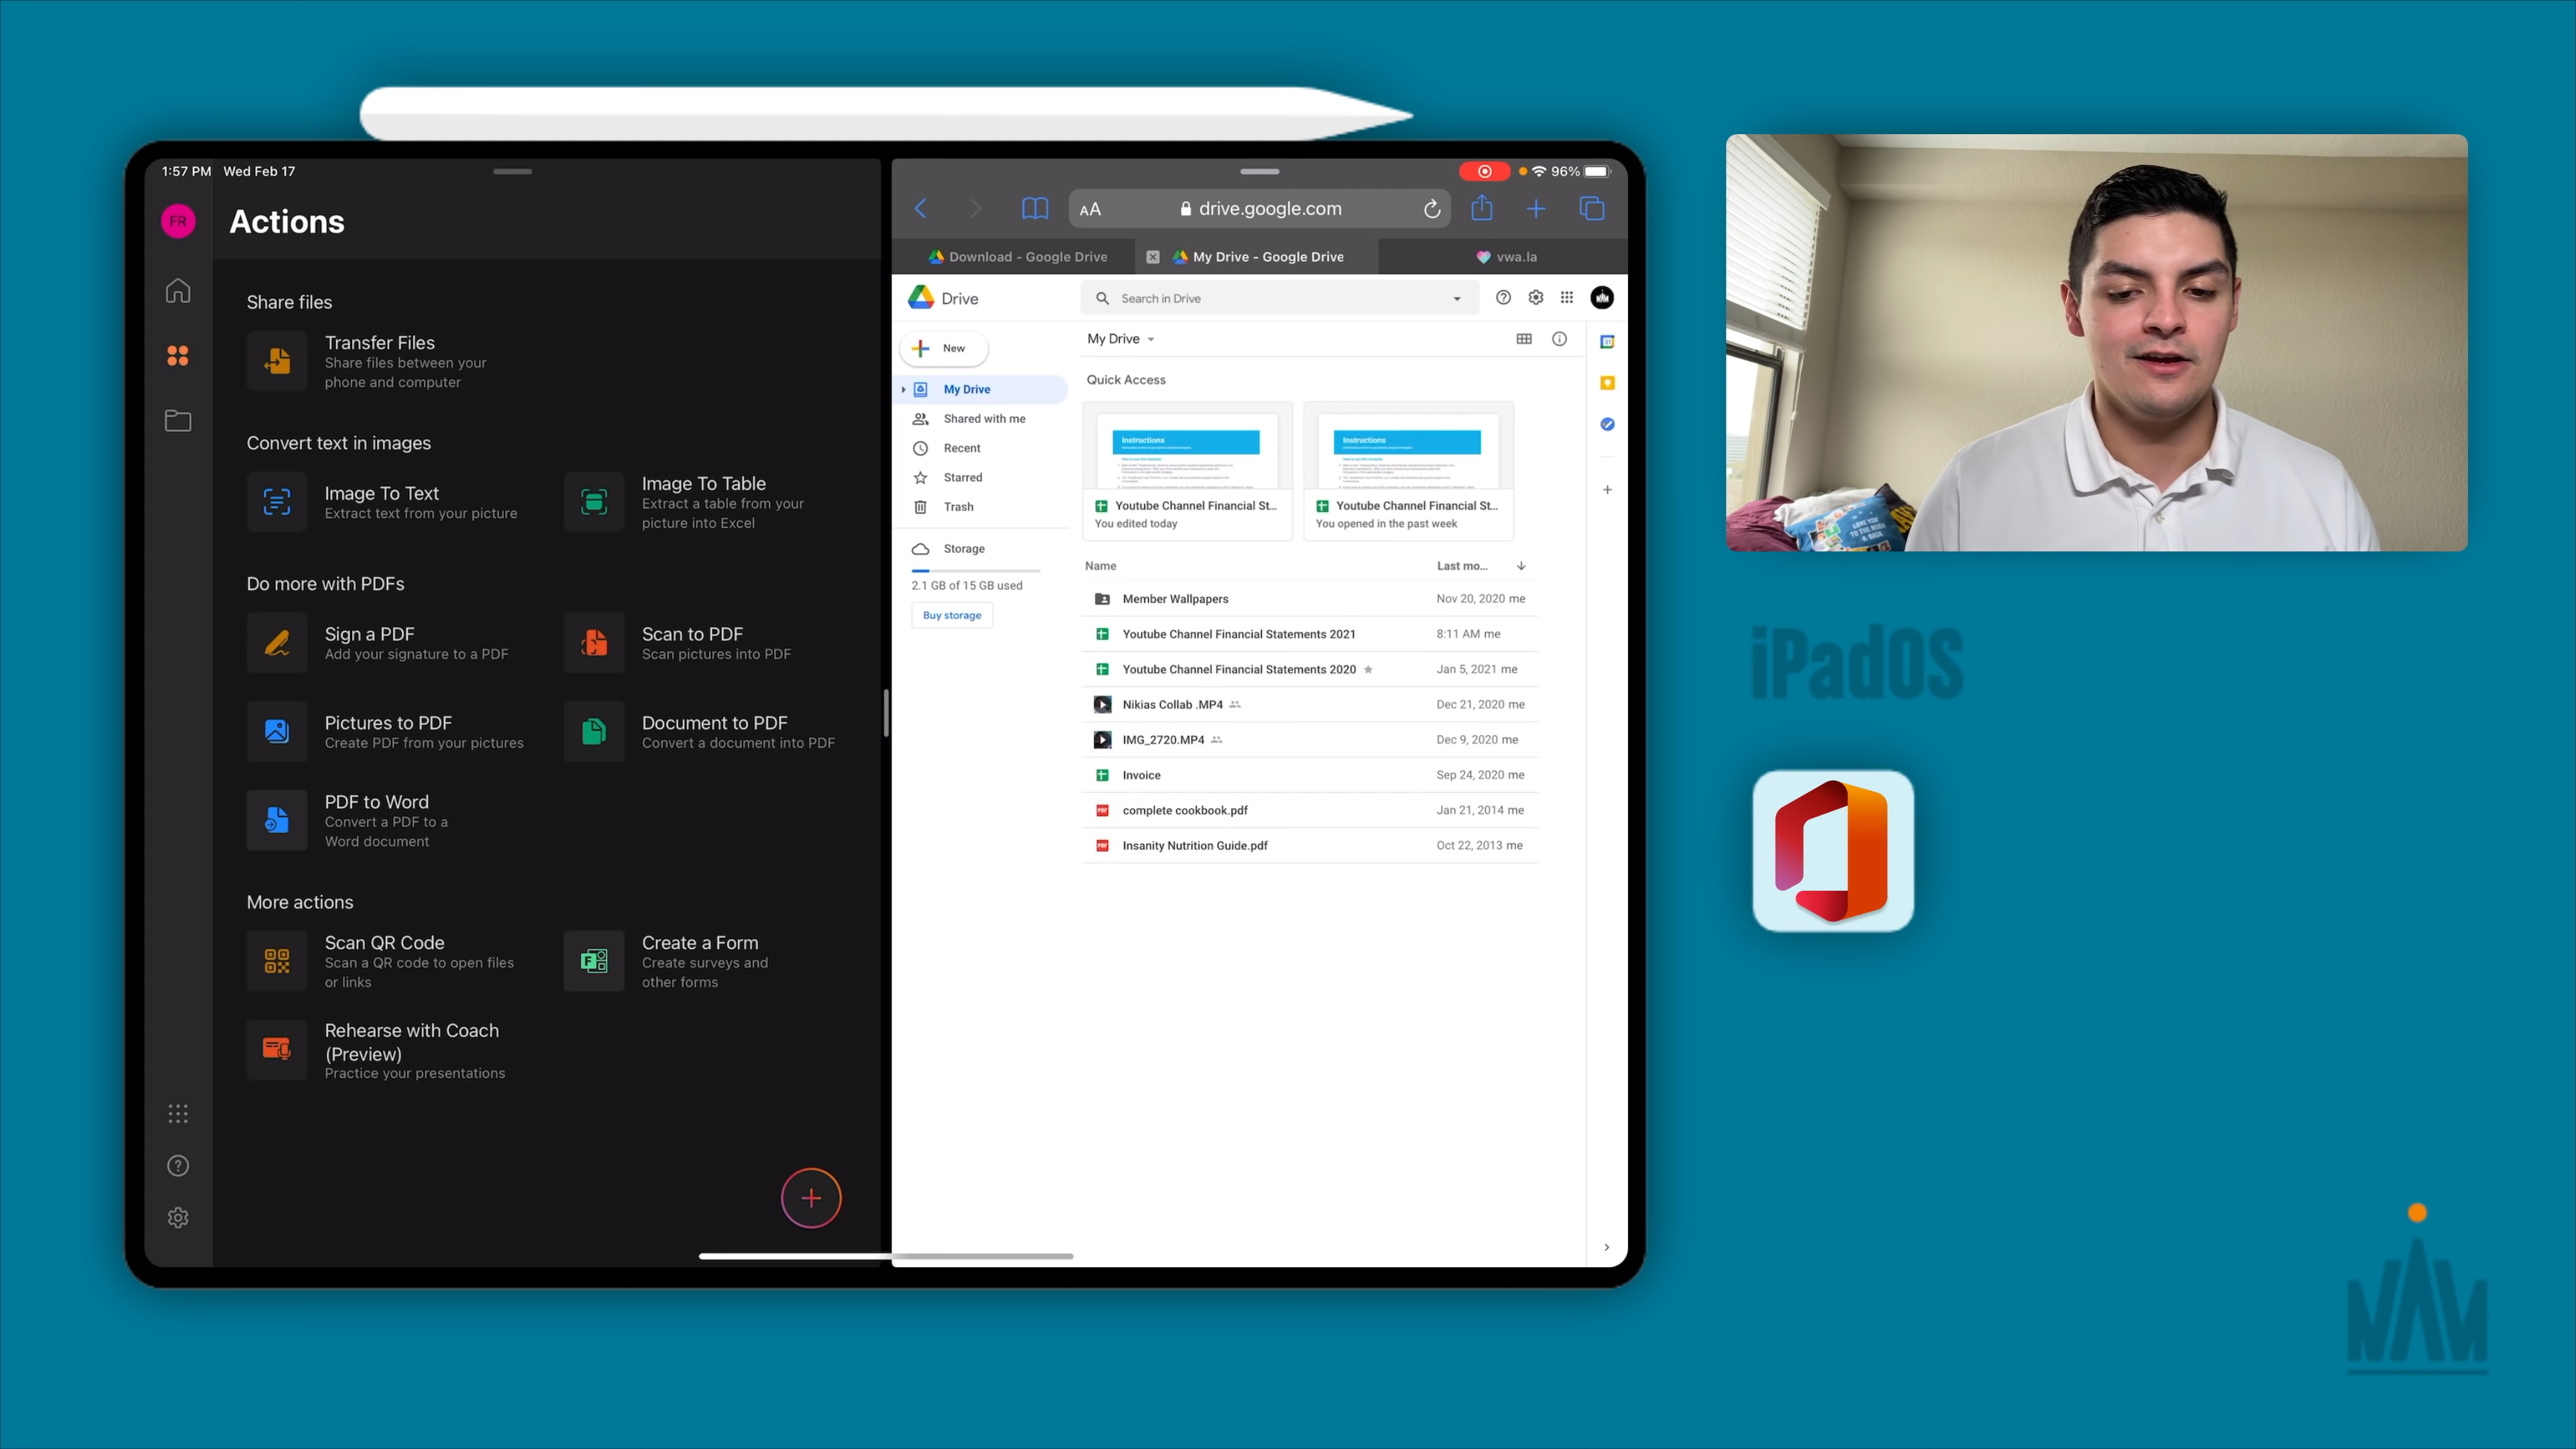 1:57 PM Wed Feb 17
FR
Actions
Share files
Transfer Files
Share files between your
phone and computer
Convert text in images
Image To Text
Extract text from your picture
Image To Table
Extract a table from your
picture into Excel
Do more with PDFs
Sign a PDF
Add your signature to a PDF
Scan to PDF
Scan pictures into PDF
Pictures to PDF
Create PDF from your pictures
Document to PDF
Convert a document into PDF
PDF to Word
Convert a PDF to a
Word document
More actions
Scan QR Code
Scan a QR code to open files
or links
Create a Form
Create surveys and
other forms
Rehearse with Coach
(Preview)
Practice your presentations
96%
AA
drive.google.com
Download - Google Drive
My Drive - Google Drive
vwa.la
Drive
Search in Drive
New
My Drive
Shared with me
Recent
Starred
Trash
Storage
2.1 GB of 15 GB used
Buy storage
My Drive
Quick Access
Instructions
Youtube Channel Financial St...
You edited today
Instructions
Youtube Channel Financial St...
You opened in the past week
Name Last mo...
Member Wallpapers Nov 20, 2020 me
Youtube Channel Financial Statements 2021 8:11 AM me
Youtube Channel Financial Statements 2020 Jan 5, 2021 me
Nikias Collab .MP4 Dec 21, 2020 me
IMG_2720.MP4 Dec 9, 2020 me
Invoice Sep 24, 2020 me
complete cookbook.pdf Jan 21, 2014 me
Insanity Nutrition Guide.pdf Oct 22, 2013 me
LOVE YOU
TO THE MOON
& BACK
iPadOS